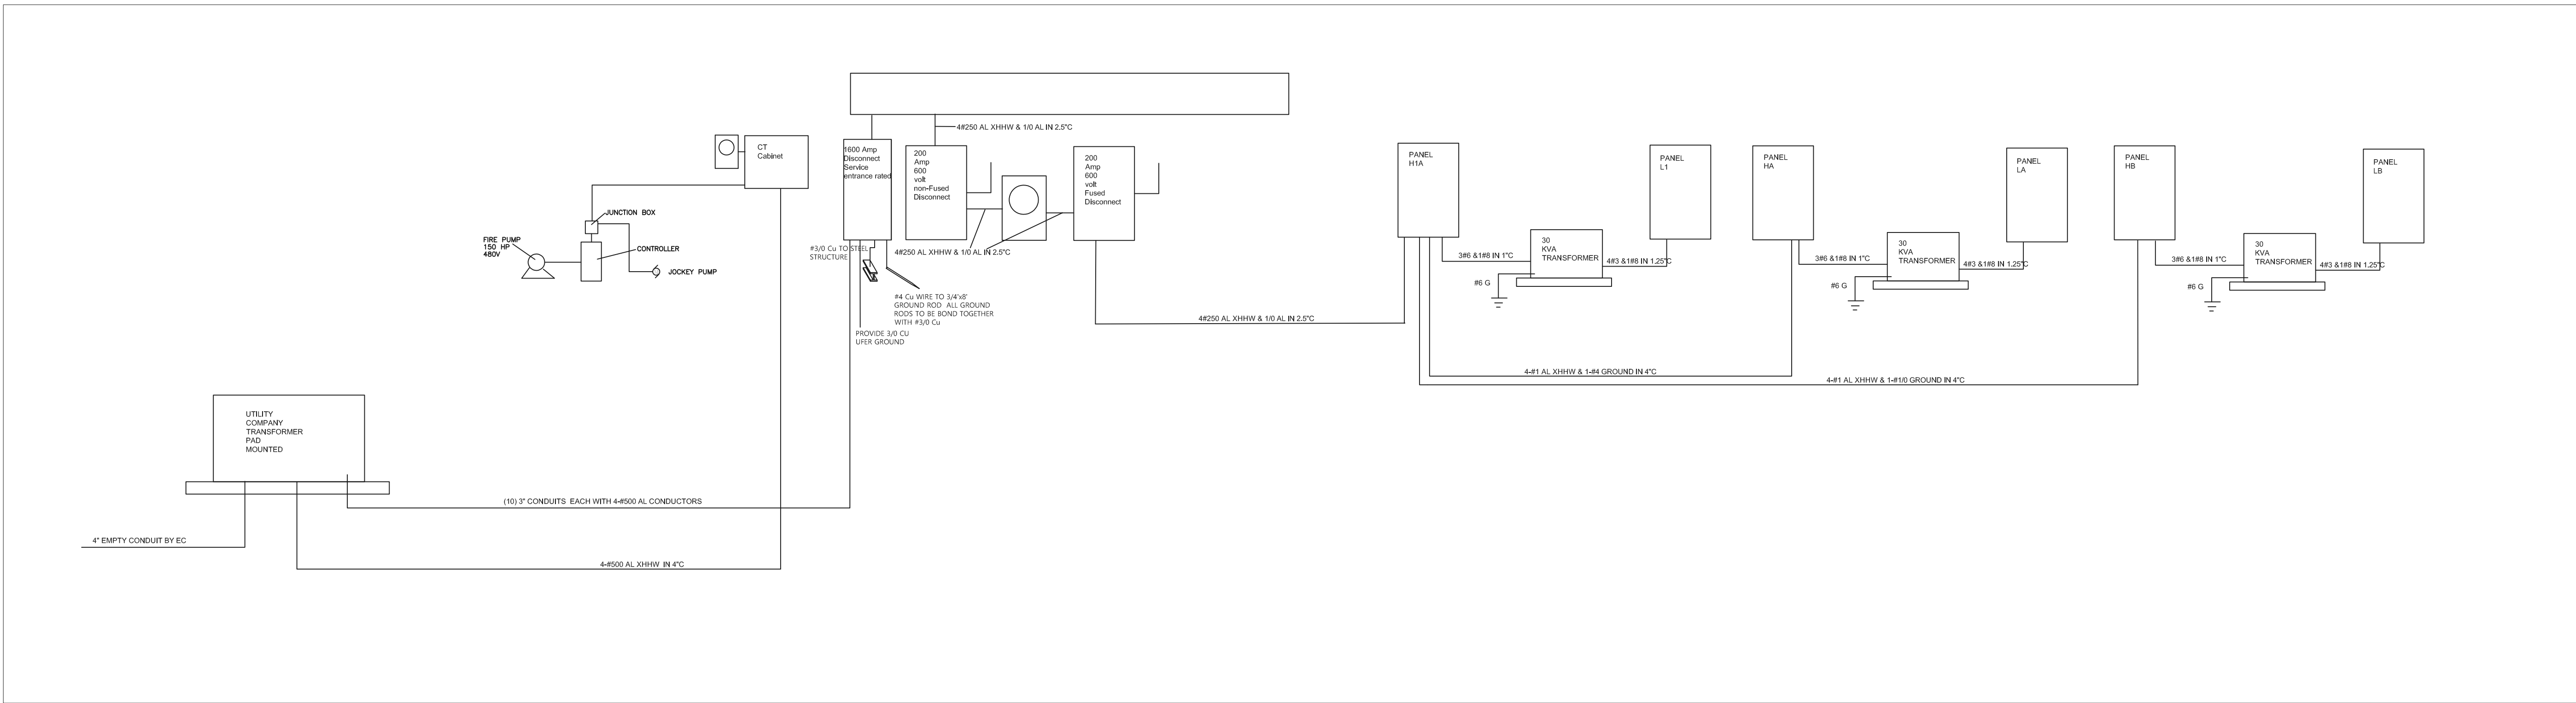 4#250 AL XHHW & 1/0 AL IN 2.5"C
CT
Cabinet
1600 Amp
Disconnect
Service
entrance rated
200
Amp
600
volt
non-Fused
Disconnect
200
Amp
600
volt
Fused
Disconnect
PANEL
H1A
PANEL
L1
PANEL
HA
PANEL
LA
PANEL
HB
PANEL
LB
JUNCTION BOX
FIRE PUMP
150 HP
480V
CONTROLLER
JOCKEY PUMP
#3/0 Cu TO STEEL
STRUCTURE
4#250 AL XHHW & 1/0 AL IN 2.5"C
30
KVA
TRANSFORMER
3#6 &1#8 IN 1"C
4#3 &1#8 IN 1.25"C
#6 G
30
KVA
TRANSFORMER
3#6 &1#8 IN 1"C
4#3 &1#8 IN 1.25"C
#6 G
30
KVA
TRANSFORMER
3#6 &1#8 IN 1"C
4#3 &1#8 IN 1.25"C
#6 G
#4 Cu WIRE TO 3/4'x8'
GROUND ROD ALL GROUND
RODS TO BE BOND TOGETHER
WITH #3/0 Cu
PROVIDE 3/0 CU
UFER GROUND
4#250 AL XHHW & 1/0 AL IN 2.5"C
4-#1 AL XHHW & 1-#4 GROUND IN 4"C
4-#1 AL XHHW & 1-#1/0 GROUND IN 4"C
UTILITY
COMPANY
TRANSFORMER
PAD
MOUNTED
(10) 3" CONDUITS EACH WITH 4-#500 AL CONDUCTORS
4" EMPTY CONDUIT BY EC
4-#500 AL XHHW IN 4"C